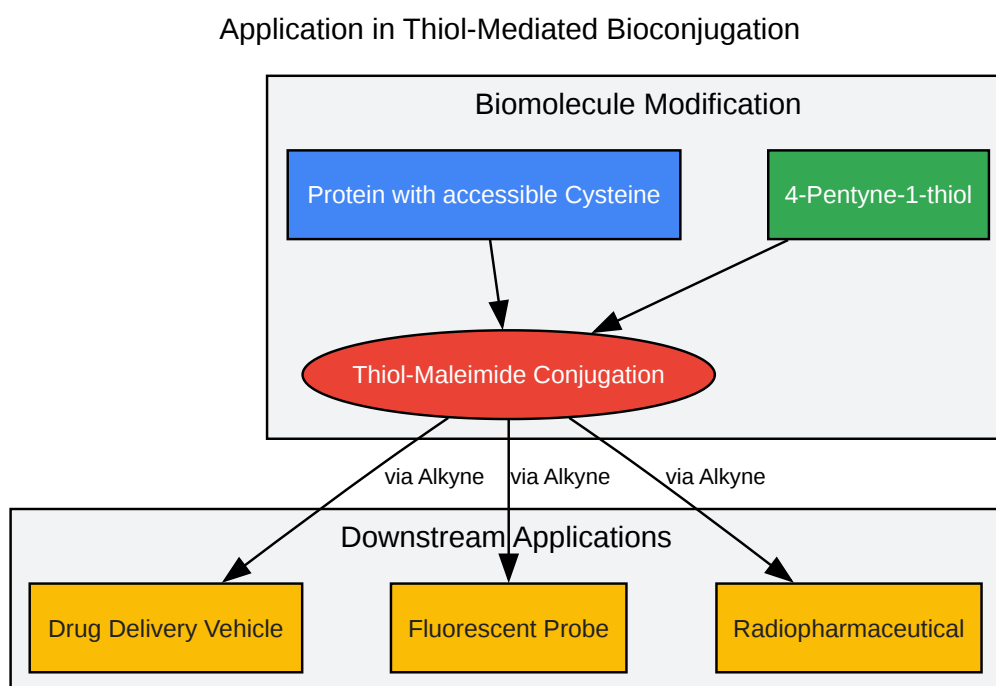 Application in Thiol-Mediated Bioconjugation
Biomolecule Modification
Protein with accessible Cysteine
4-Pentyne-1-thiol
Thiol-Maleimide Conjugation
via Alkyne
via Alkyne
via Alkyne
Downstream Applications
Drug Delivery Vehicle
Fluorescent Probe
Radiopharmaceutical